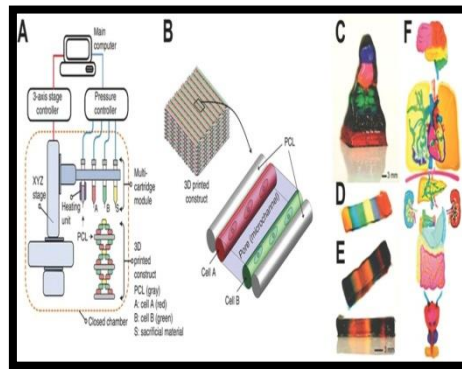 A
Main
computer
3-axis stage
controller
Pressure
controller
XYZ
stage
Heating
unit
A
B
S
Multi-
cartridge
module
PCL
3D
printed
construct
PCL (gray)
A: cell A (red)
B: cell B (green)
S: sacrificial material
Closed chamber
B
3D printed
construct
PCL
Pore (microchannel)
Cell A
Cell B
C
3 mm
D
E
3 mm
F